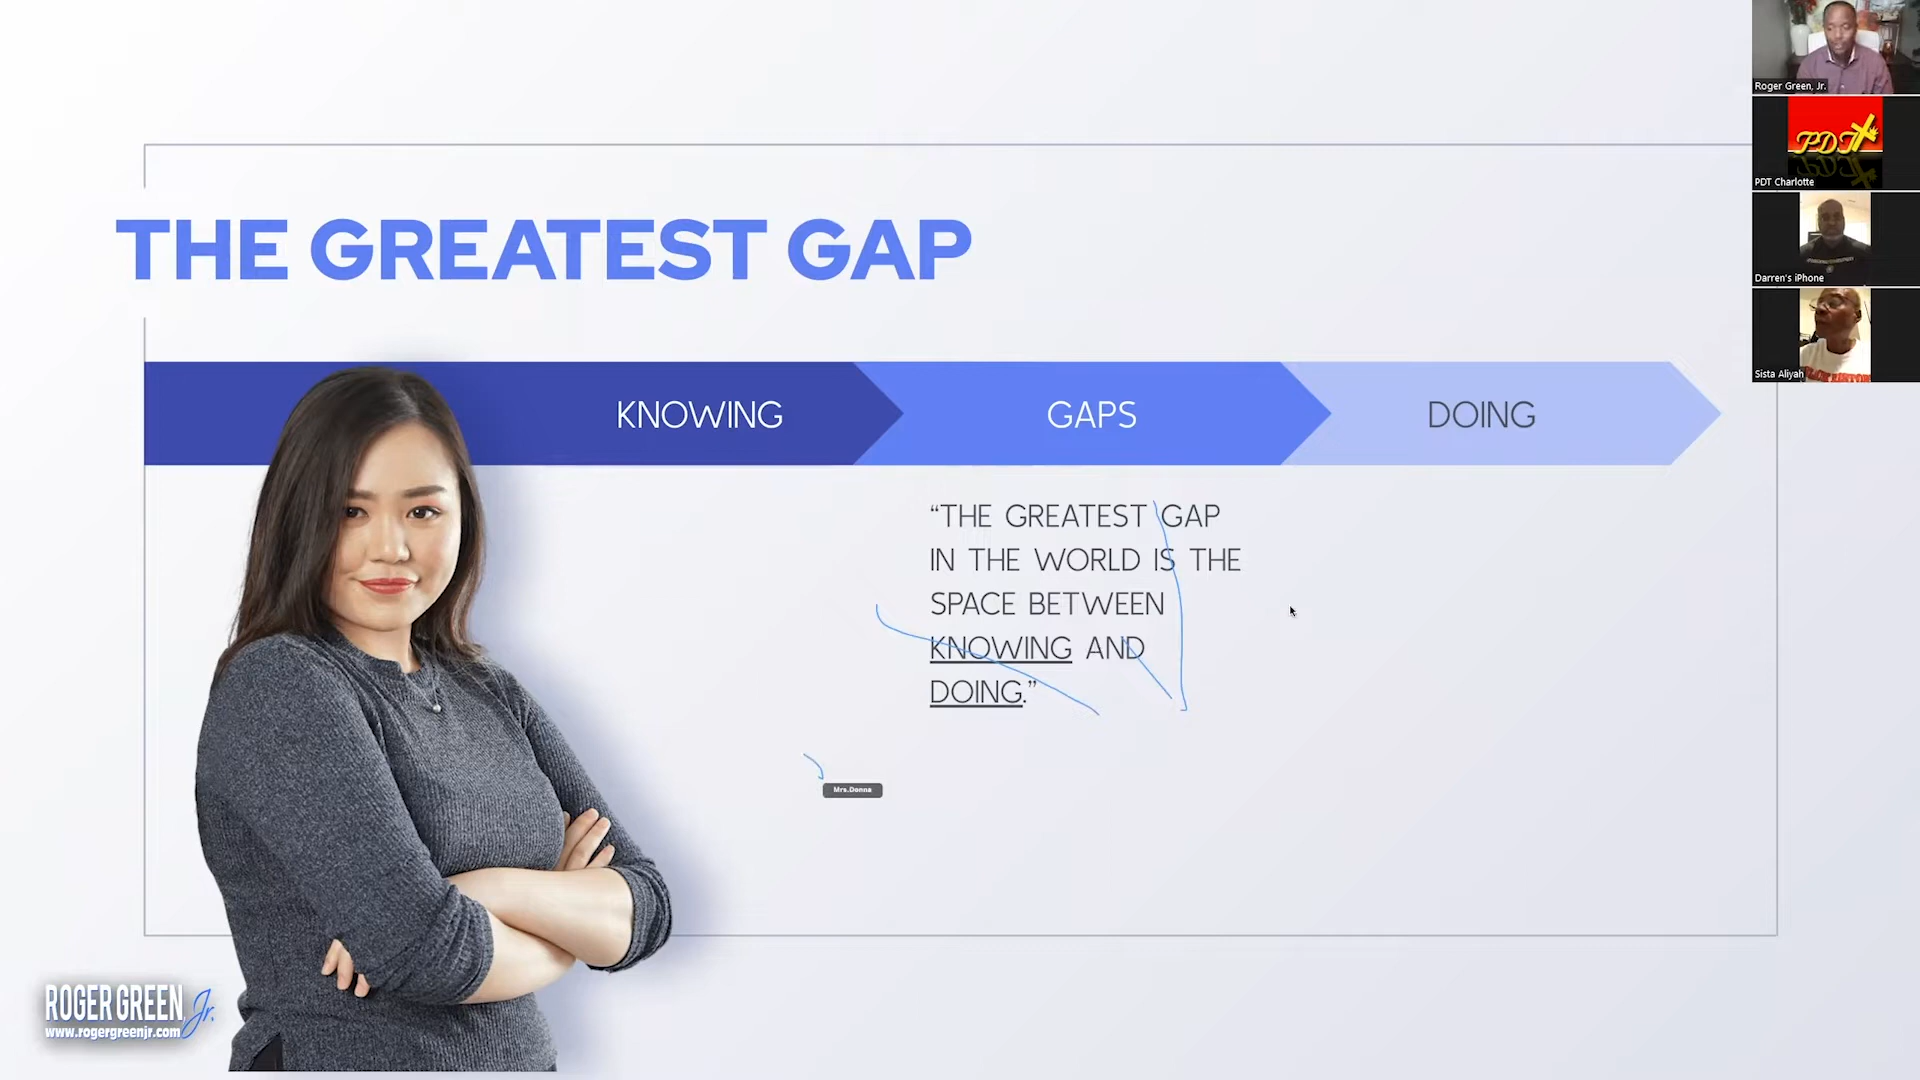 THE GREATEST GAP
KNOWING
GAPS
DOING
“THE GREATEST GAP
IN THE WORLD IS THE
SPACE BETWEEN
KNOWING AND
DOING.”
Mrs.Donna
ROGER GREEN Jr.
www.rogergreenjr.com
Roger Green, Jr.
PDT
PDT Charlotte
Darren's iPhone
Sista Aliyah